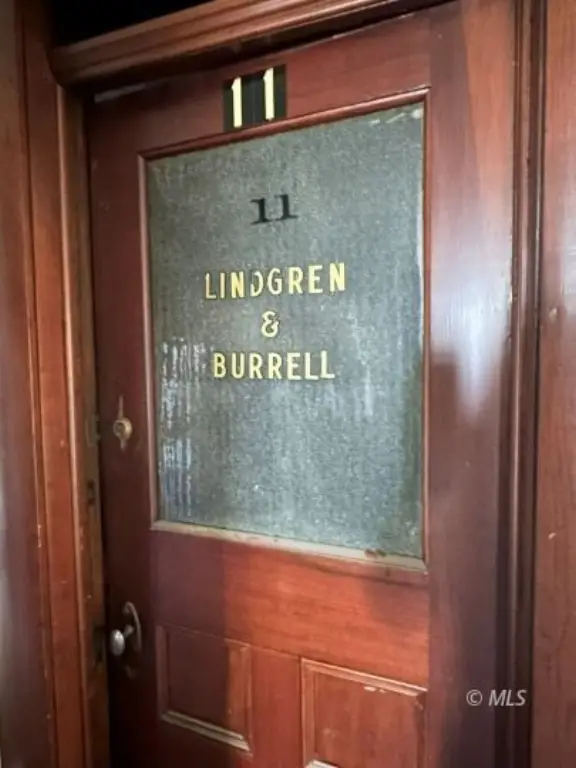 11
11
LINDGREN
&
BURRELL
© MLS